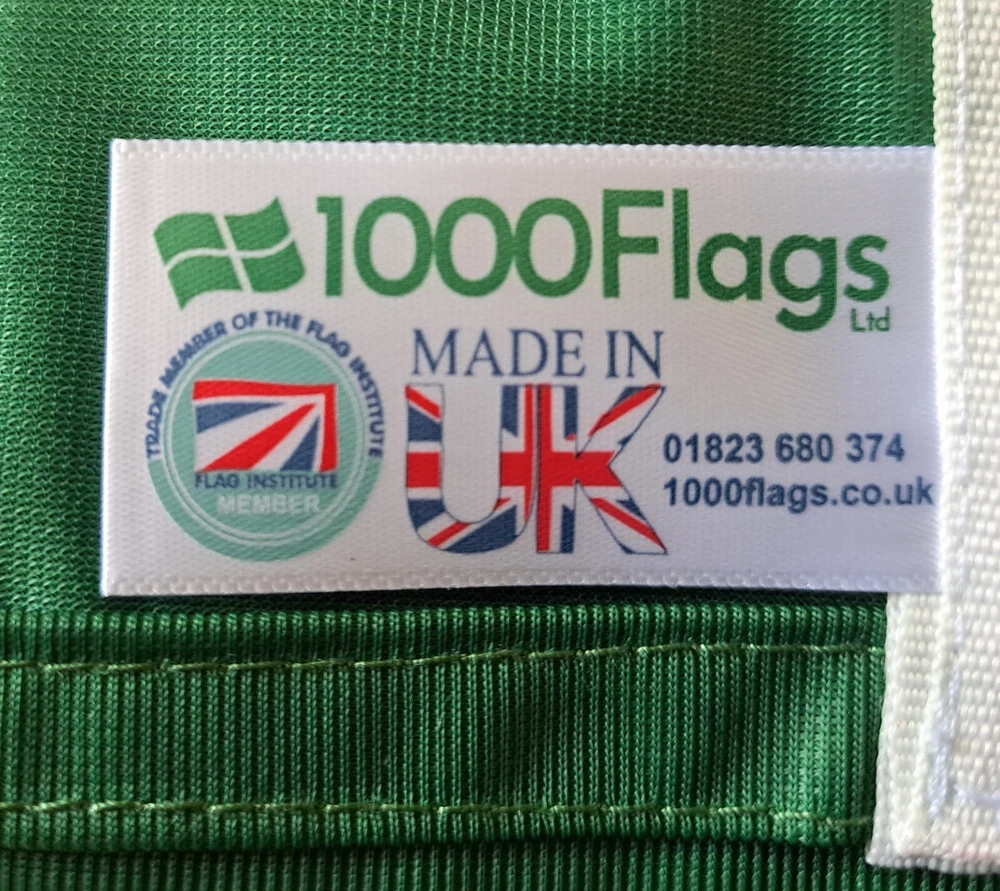 1000Flags
Ltd
TRADE MEMBER OF THE FLAG INSTITUTE
FLAG INSTITUTE
MEMBER
MADE IN
UK
01823 680 374
1000flags.co.uk